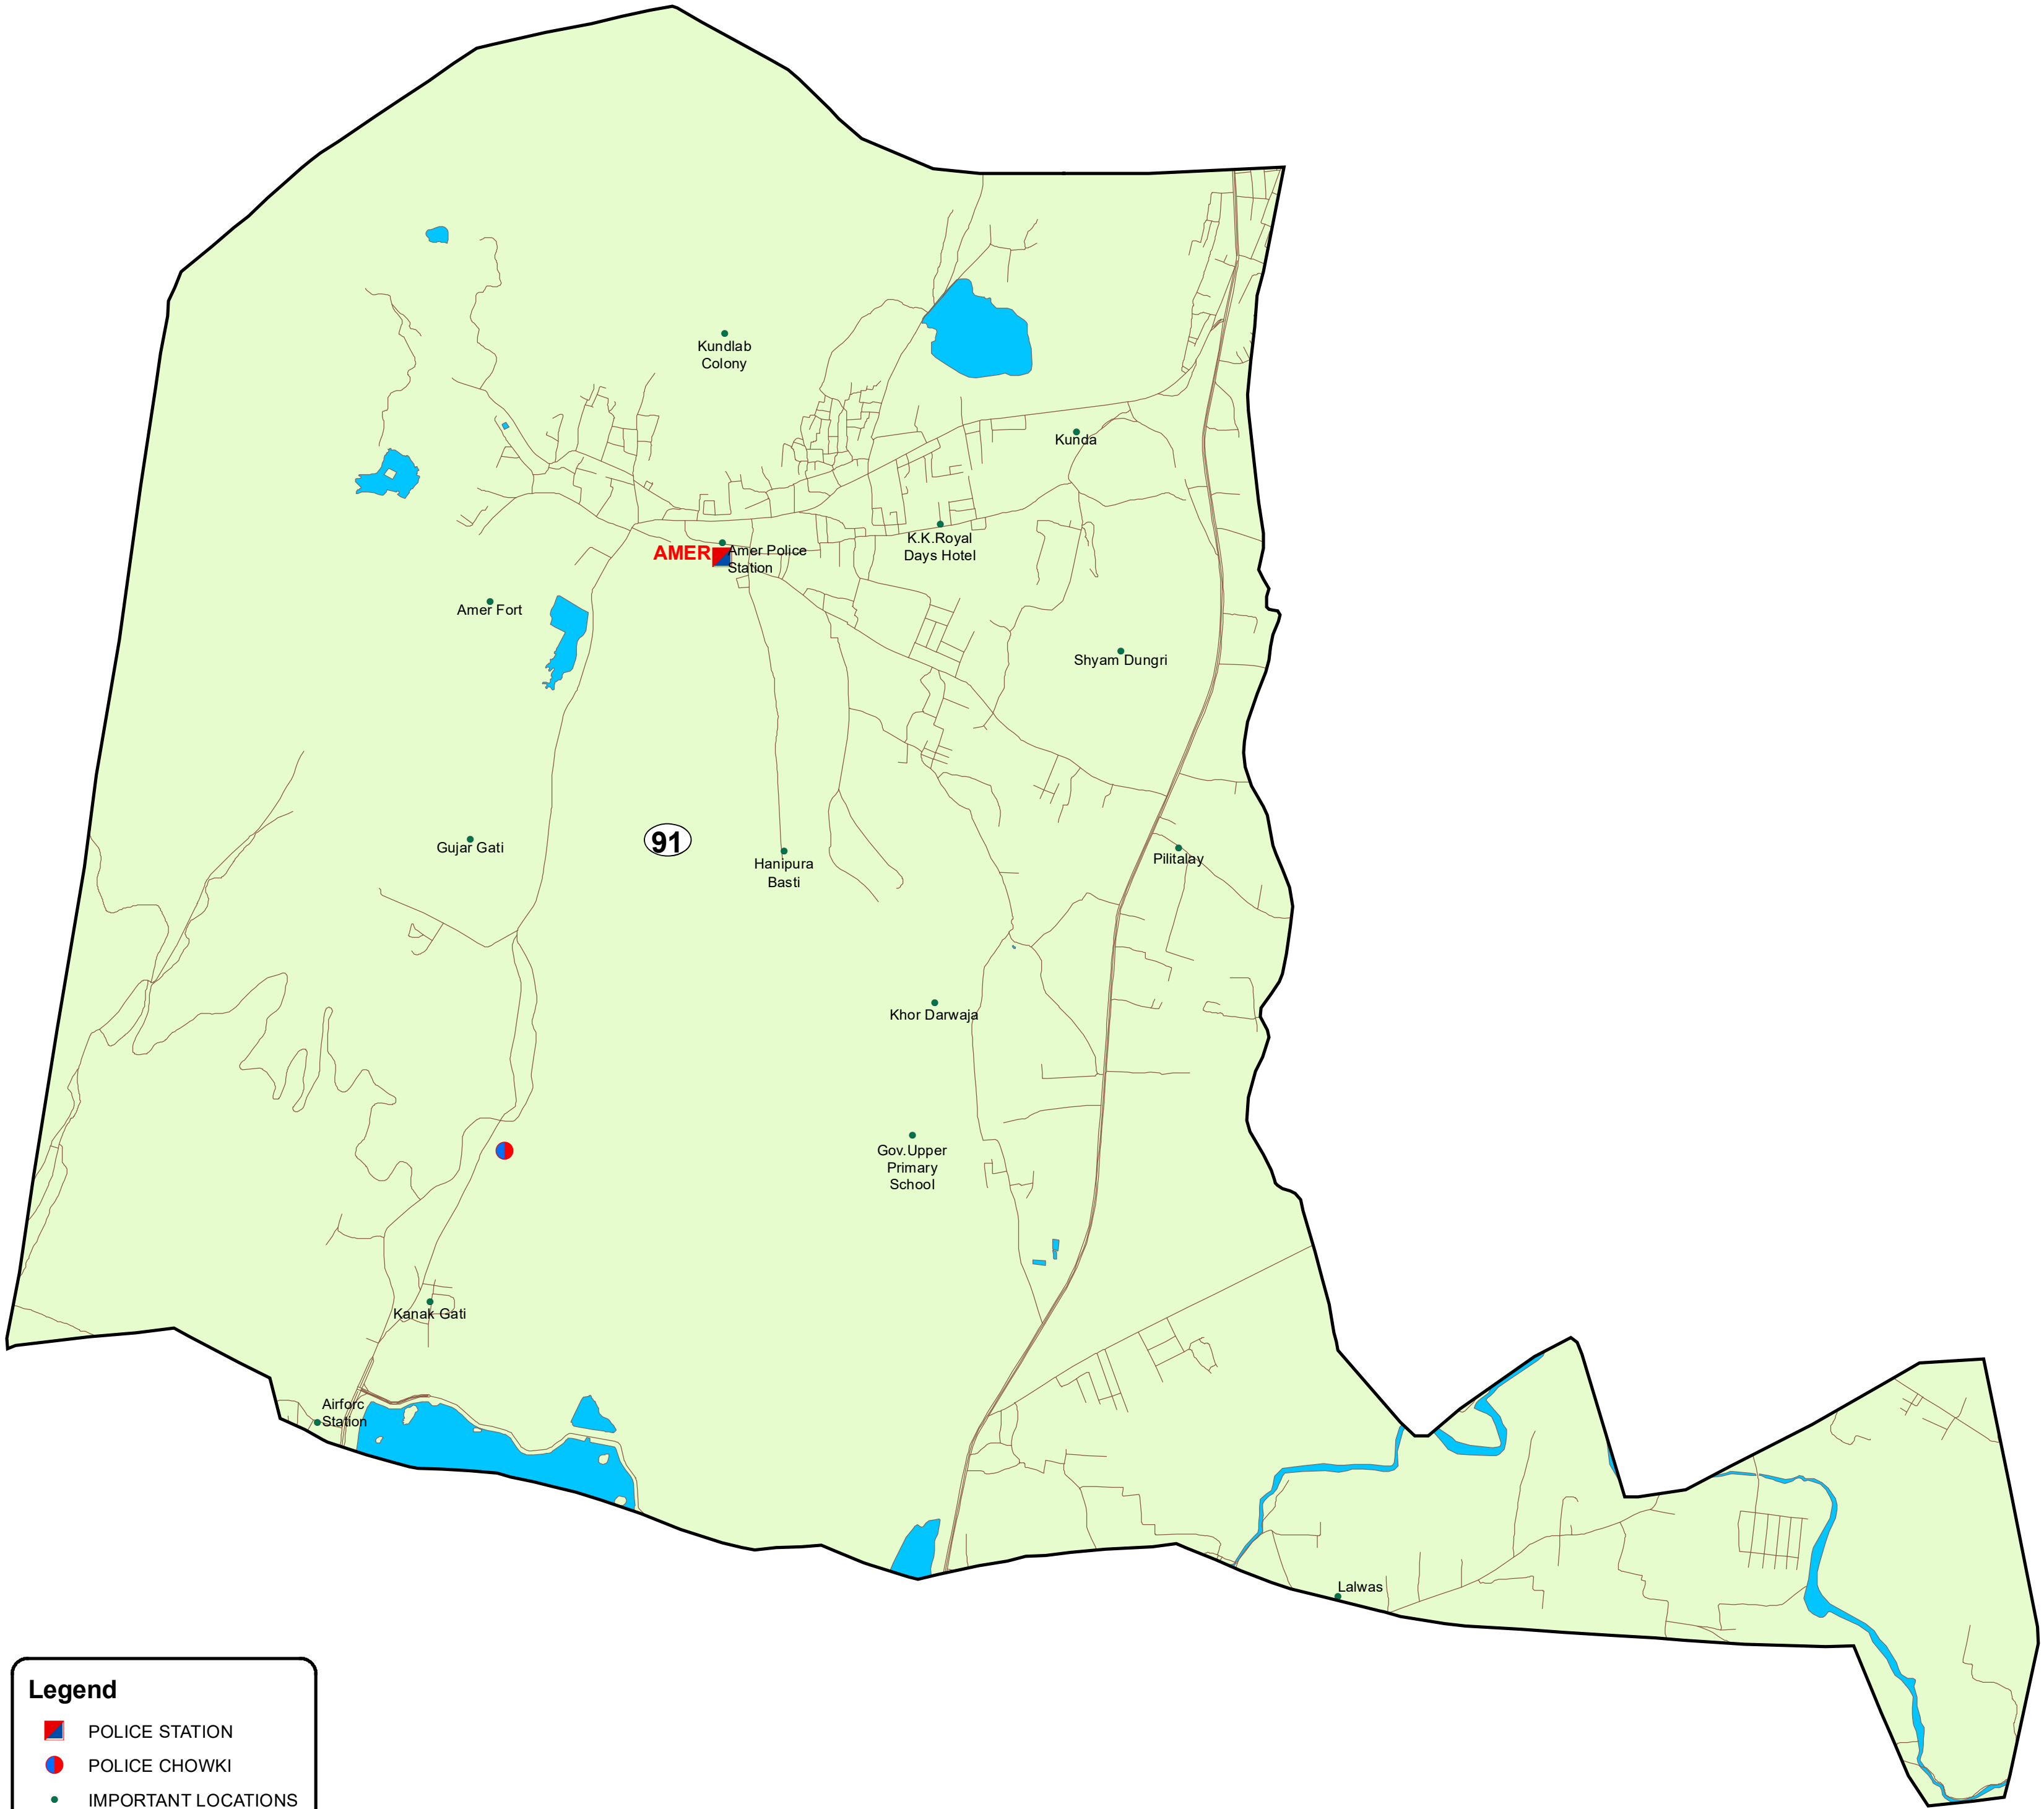 Kundlab
Colony
Kunda
K.K.Royal
Days Hotel
AMER
Amer Police
Station
Amer Fort
Shyam Dungri
91
Gujar Gati
Hanipura
Basti
Pilitalay
Khor Darwaja
Gov.Upper
Primary
School
Kanak Gati
Airforc
Station
Lalwas
Legend
POLICE STATION
POLICE CHOWKI
IMPORTANT LOCATIONS